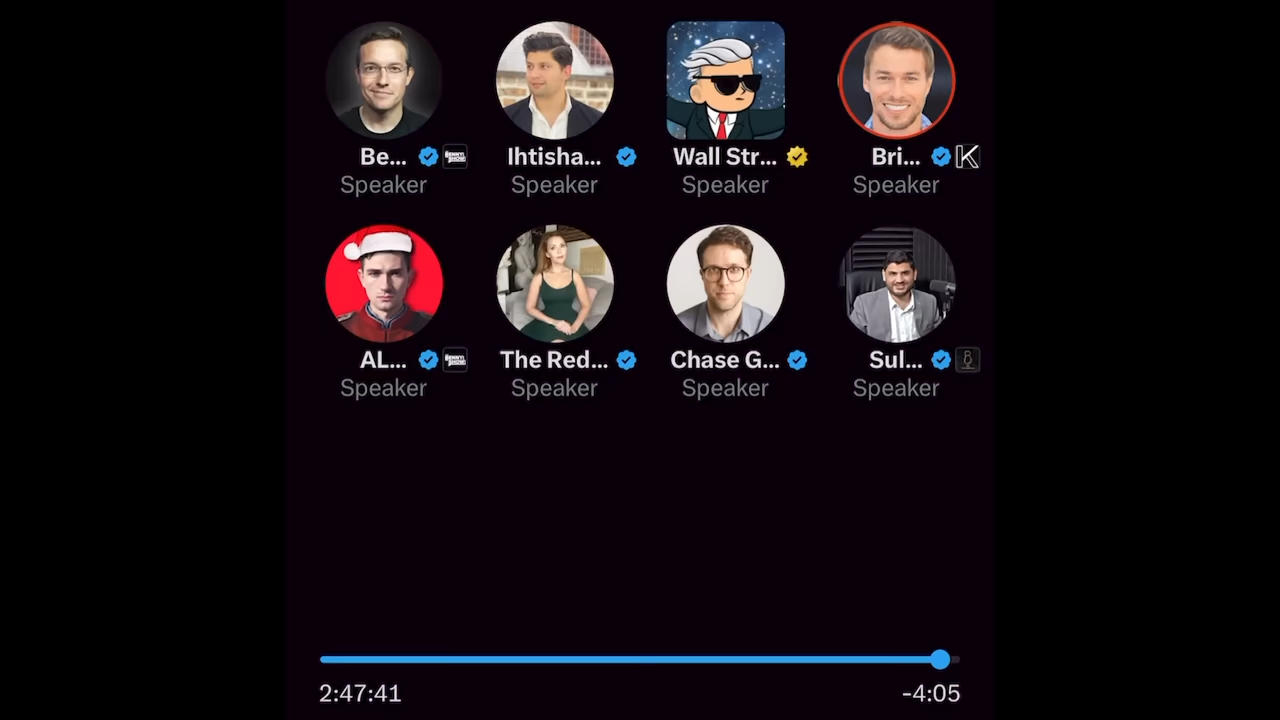 Be... Ihtisha... Wall Str... Bri...
Speaker Speaker Speaker Speaker
AL... The Red... Chase G... Sul...
Speaker Speaker Speaker Speaker
2:47:41 -4:05